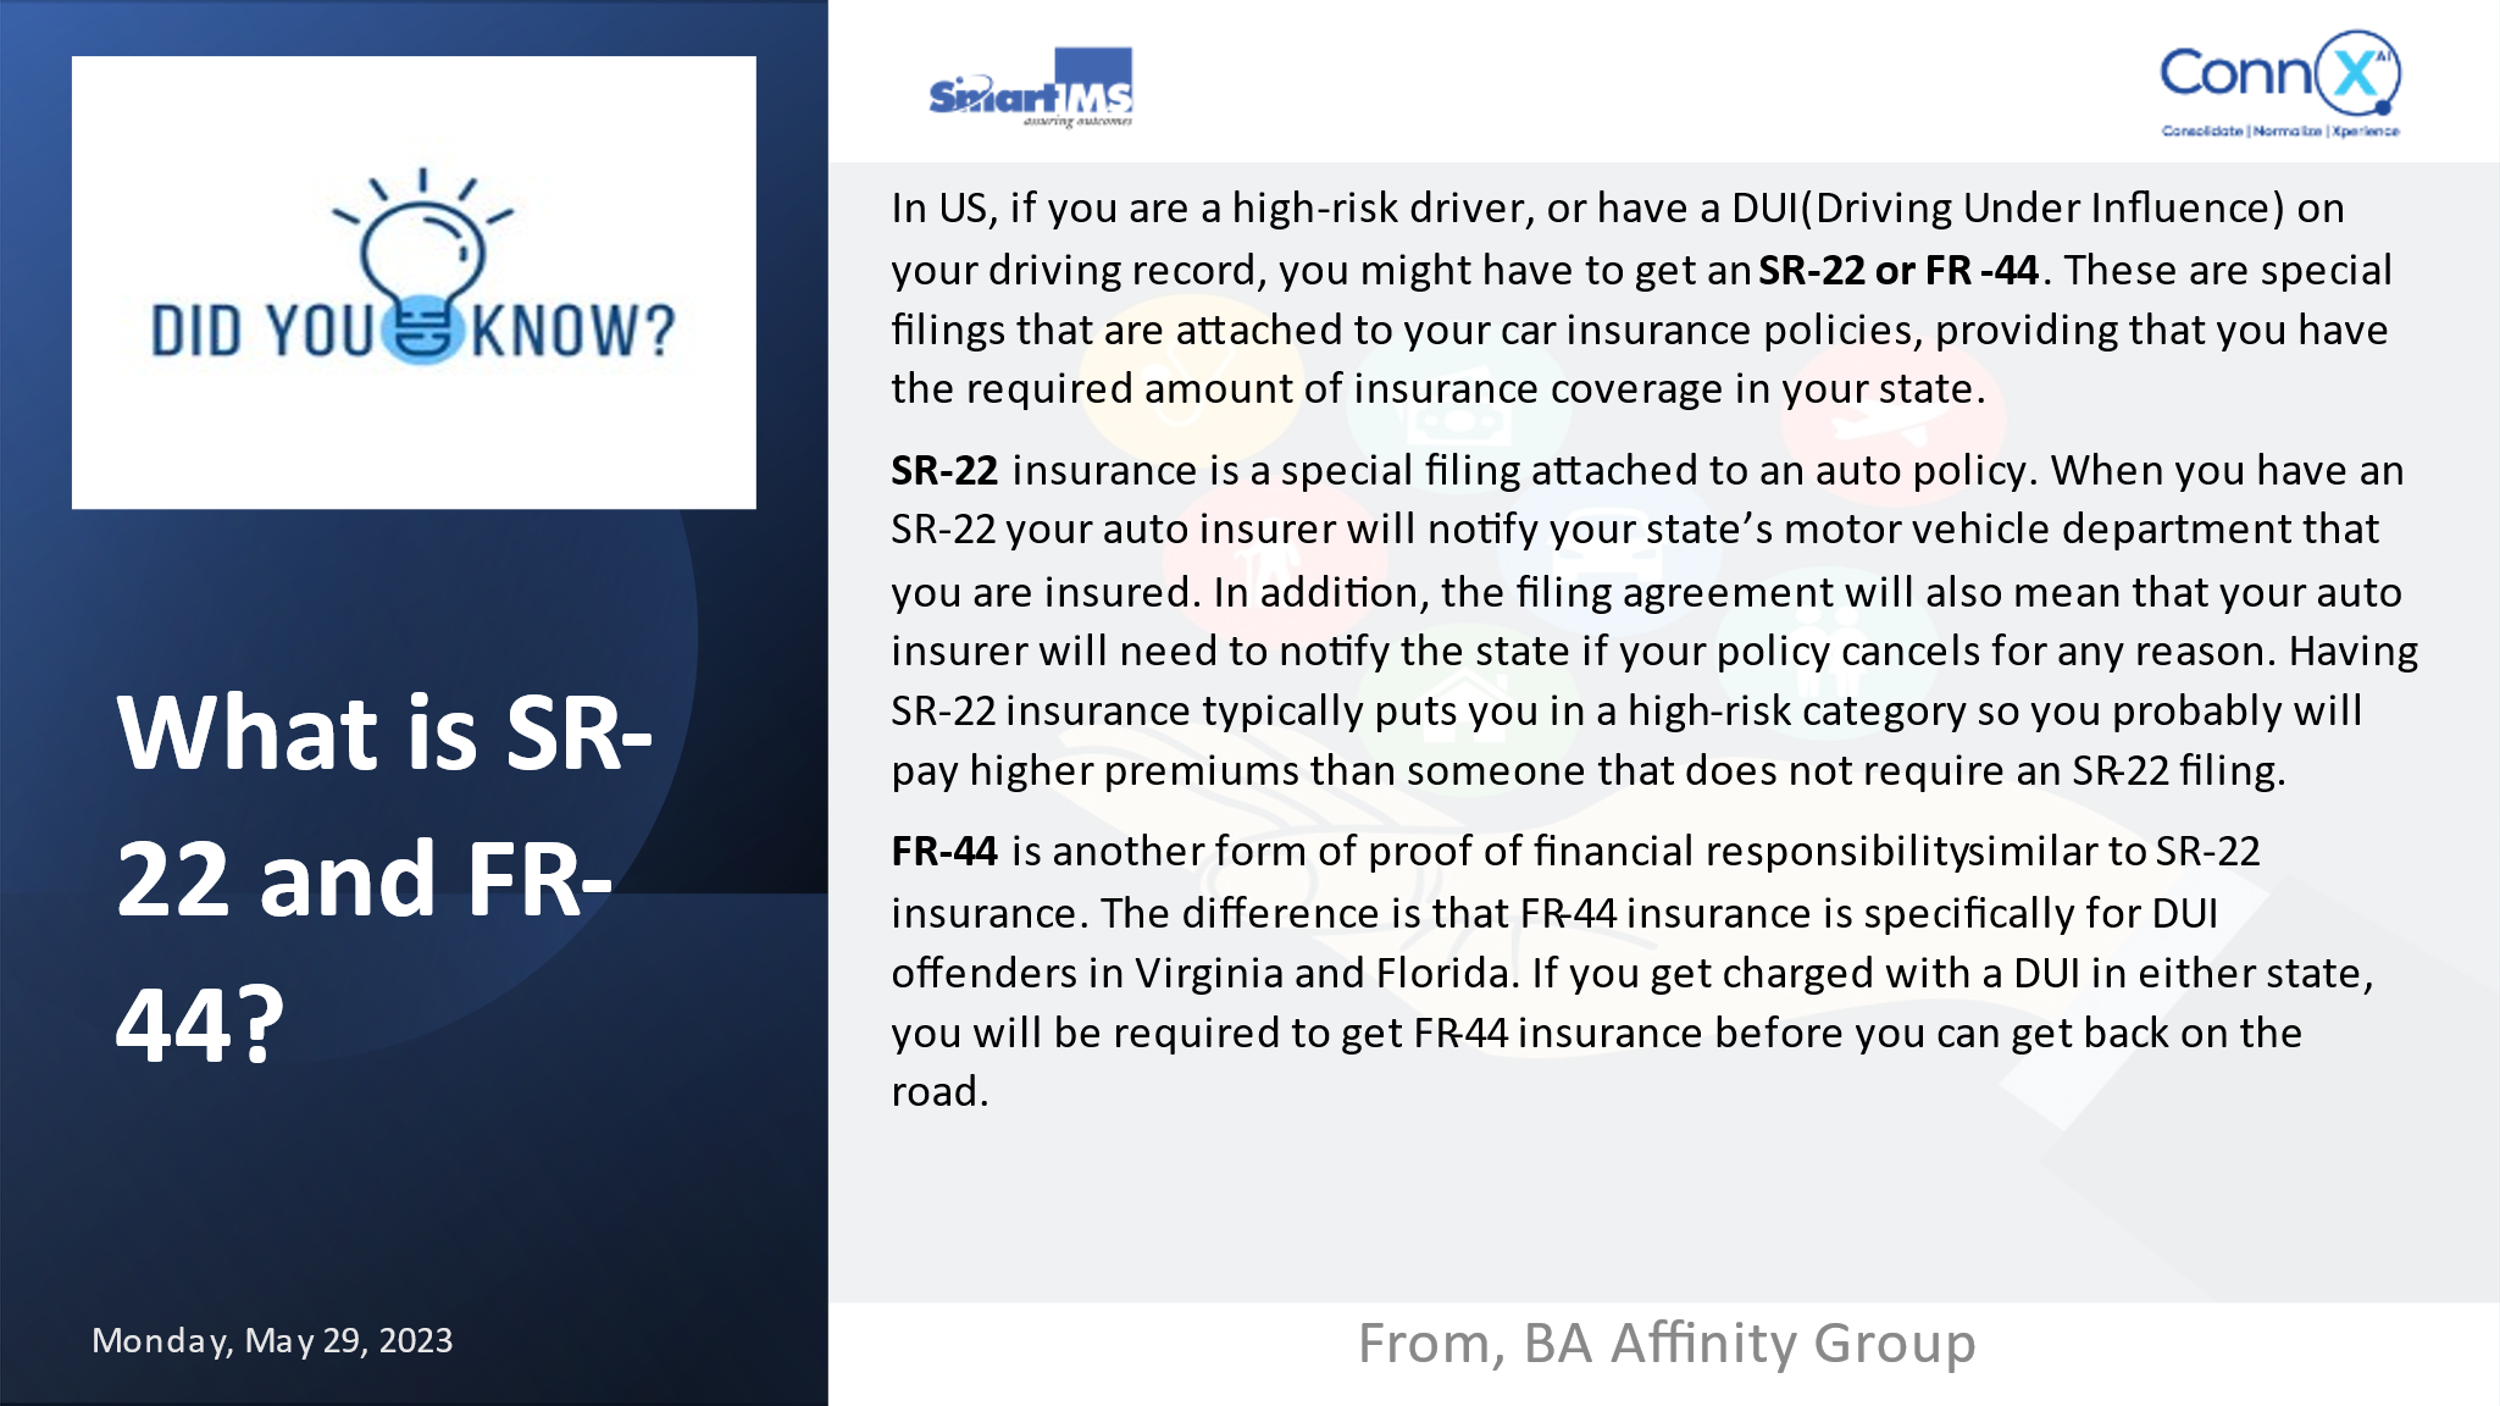 DID YOU KNOW?
What is SR-
22 and FR-
44?
Monday, May 29, 2023
SmartIMS
assuring outcomes
ConnX AI
Consolidate | Normalize | Xperience
In US, if you are a high-risk driver, or have a DUI(Driving Under Influence) on
your driving record, you might have to get an SR-22 or FR -44. These are special
filings that are attached to your car insurance policies, providing that you have
the required amount of insurance coverage in your state.
SR-22 insurance is a special filing attached to an auto policy. When you have an
SR-22 your auto insurer will notify your state’s motor vehicle department that
you are insured. In addition, the filing agreement will also mean that your auto
insurer will need to notify the state if your policy cancels for any reason. Having
SR-22 insurance typically puts you in a high-risk category so you probably will
pay higher premiums than someone that does not require an SR-22 filing.
FR-44 is another form of proof of financial responsibilitysimilar to SR-22
insurance. The difference is that FR-44 insurance is specifically for DUI
offenders in Virginia and Florida. If you get charged with a DUI in either state,
you will be required to get FR-44 insurance before you can get back on the
road.
From, BA Affinity Group